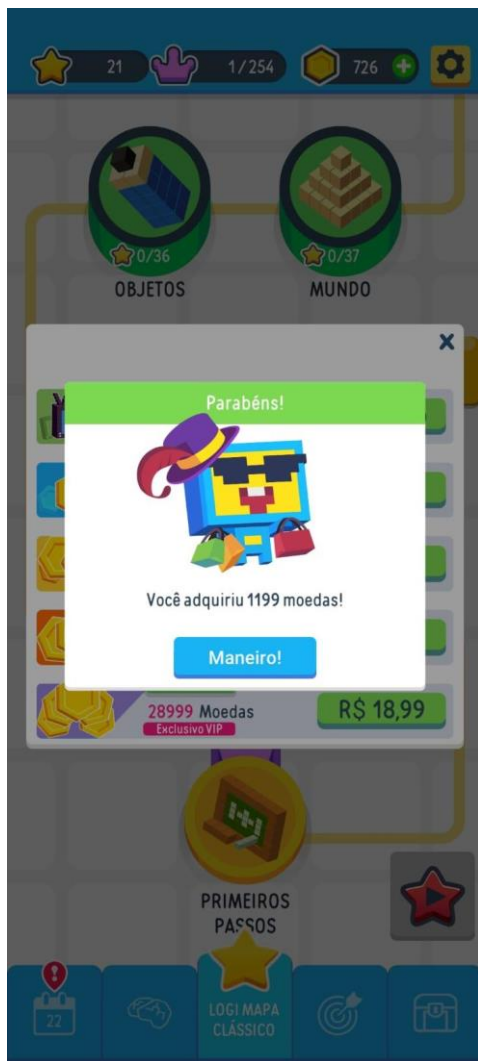 21
1/254
726
0/36
0/37
OBJETOS
MUNDO
X
Parabéns!
Você adquiriu 1199 moedas!
Maneiro!
28999 Moedas
Exclusivo VIP
R$ 18,99
PRIMEIROS
PASSOS
22
LOGI MAPA
CLÁSSICO